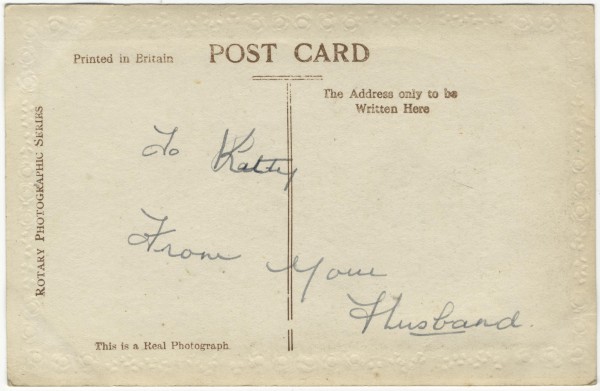 Printed in Britain
POST CARD
The Address only to be
Written Here
ROTARY PHOTOGRAPHIC SERIES
To Katty
From Your
Husband.
This is a Real Photograph.